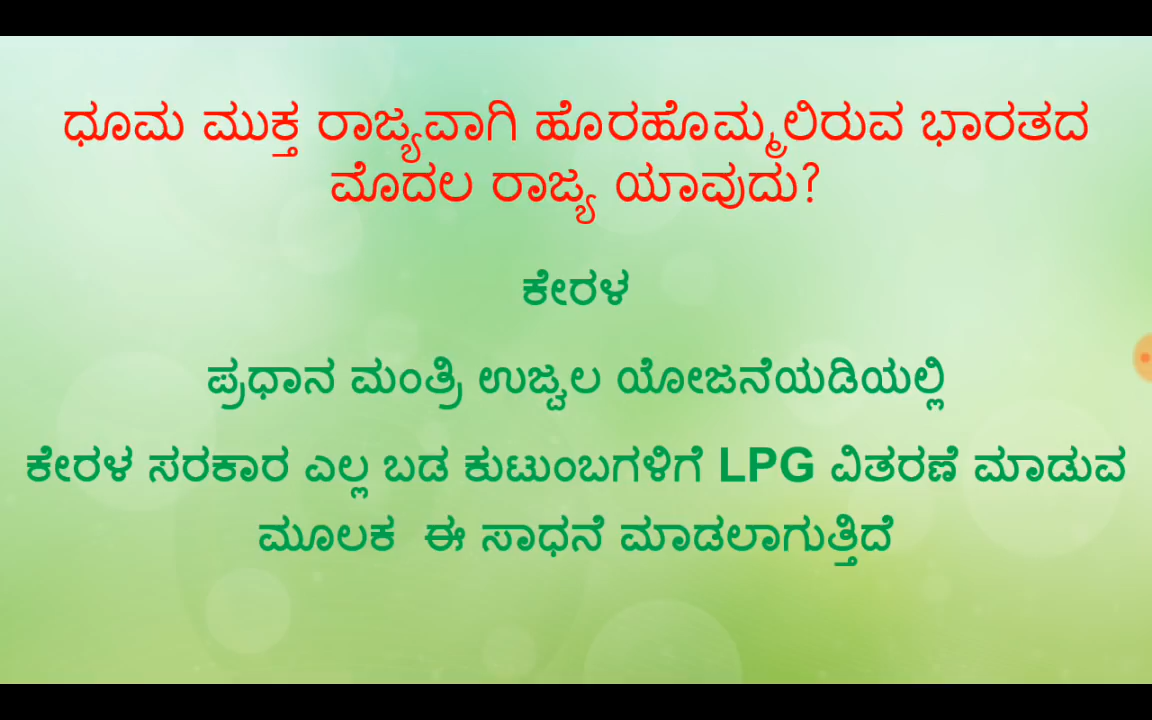 ಧೂಮ ಮುಕ್ತ ರಾಜ್ಯವಾಗಿ ಹೊರಹೊಮ್ಮಲಿರುವ ಭಾರತದ
ಮೊದಲ ರಾಜ್ಯ ಯಾವುದು?
ಕೇರಳ
ಪ್ರಧಾನ ಮಂತ್ರಿ ಉಜ್ವಲ ಯೋಜನೆಯಡಿಯಲ್ಲಿ
ಕೇರಳ ಸರಕಾರ ಎಲ್ಲ ಬಡ ಕುಟುಂಬಗಳಿಗೆ LPG ವಿತರಣೆ ಮಾಡುವ
ಮೂಲಕ ಈ ಸಾಧನೆ ಮಾಡಲಾಗುತ್ತಿದೆ